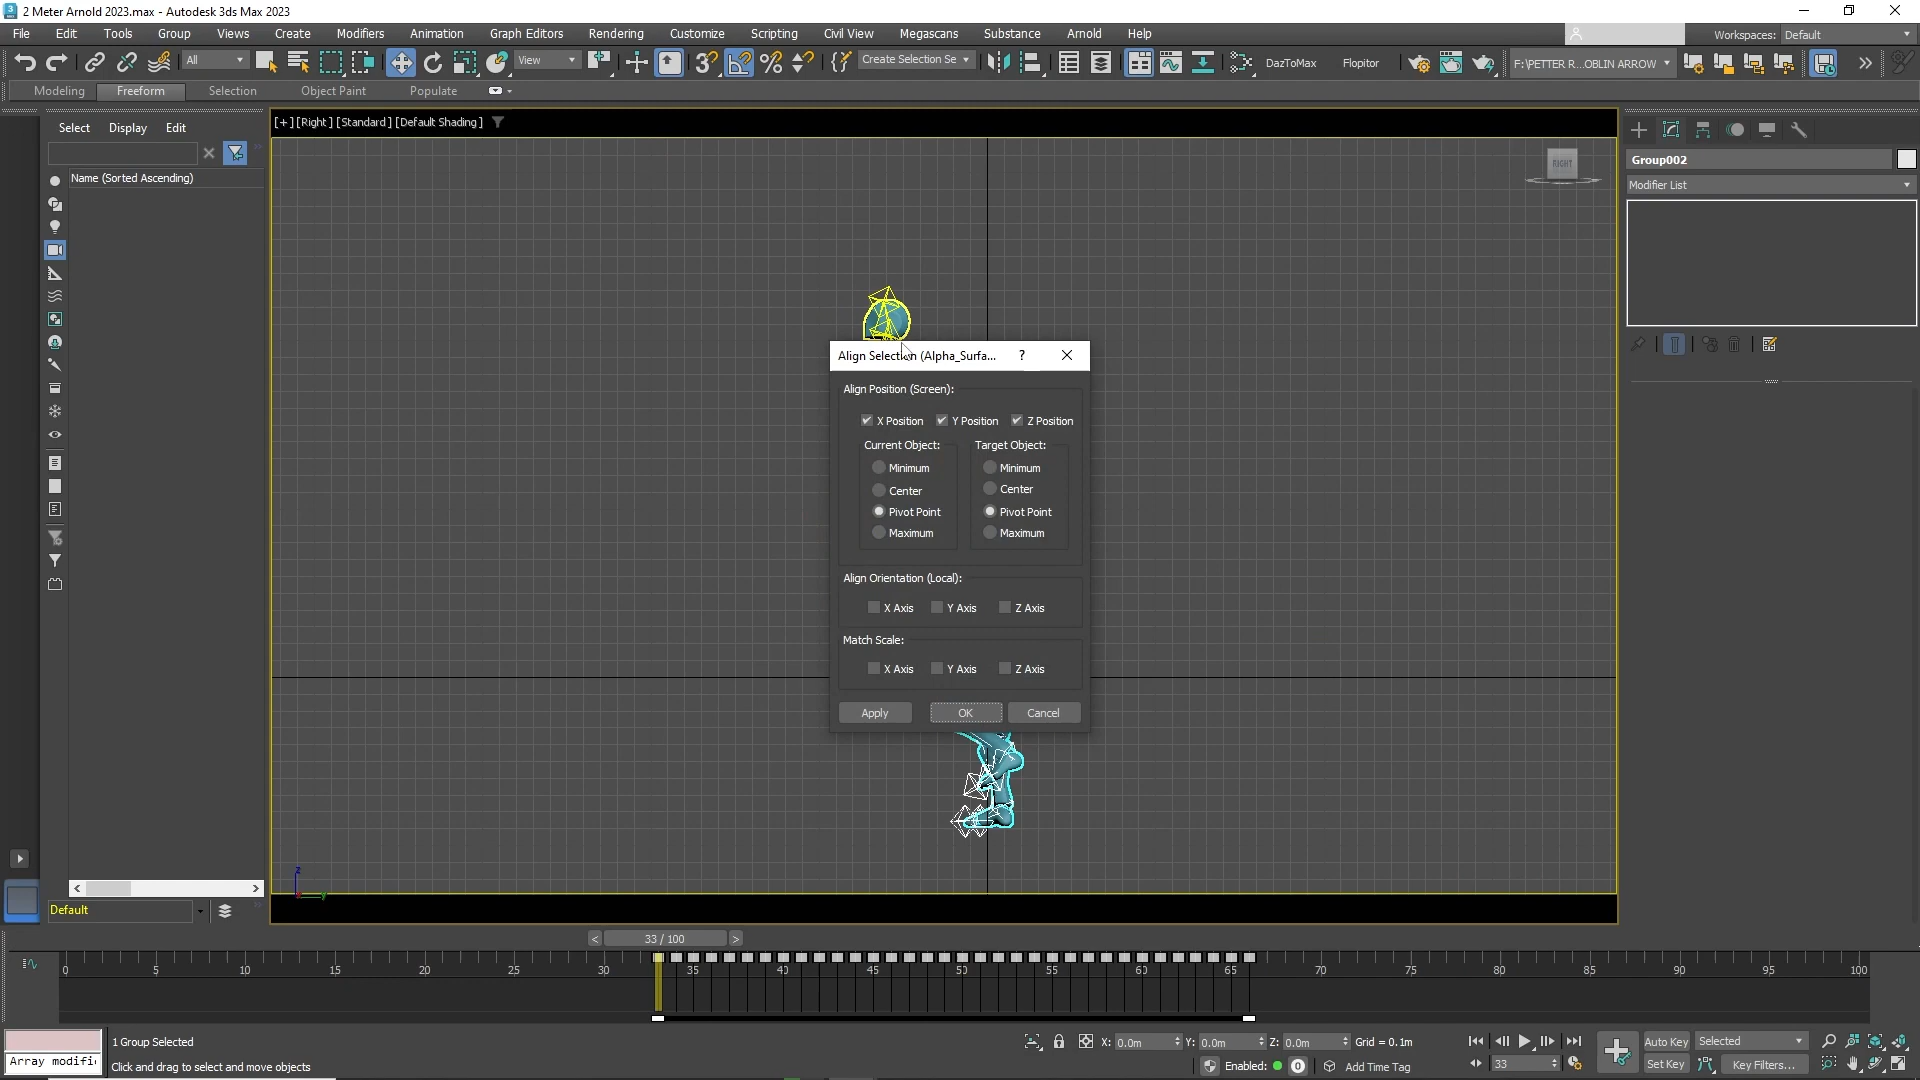 2 Meter Arnold 2023.max - Autodesk 3ds Max 2023
File Edit Tools Group Views Create Modifiers Animation Graph Editors Rendering Customize Scripting Civil View Megascans Substance Arnold Help
Workspaces: Default
All View Create Selection Se DazToMax Flopitor F:\PETTER R...OBLIN ARROW
Modeling Freeform Selection Object Paint Populate
Select Display Edit
[+] [Right] [Standard] [Default Shading]
RIGHT
Group002
Name (Sorted Ascending)
Modifier List
Align Selection (Alpha_Surfa... ?
Align Position (Screen):
X Position Y Position Z Position
Current Object: Target Object:
Minimum Minimum
Center Center
Pivot Point Pivot Point
Maximum Maximum
Align Orientation (Local):
X Axis Y Axis Z Axis
Match Scale:
X Axis Y Axis Z Axis
Apply OK Cancel
Default
33 / 100
0 5 10 15 20 25 30 35 40 45 50 55 60 65 70 75 80 85 90 95 100
1 Group Selected
Array modifi
Click and drag to select and move objects
X: 0.0m Y: 0.0m Z: 0.0m Grid = 0.1m
Enabled: 0 Add Time Tag
33
Auto Key Selected
Set Key Key Filters...